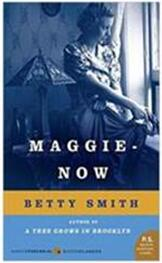 MAGGIE-
NOW
BETTY SMITH
AUTHOR OF
A TREE GROWS IN BROOKLYN
P.S.